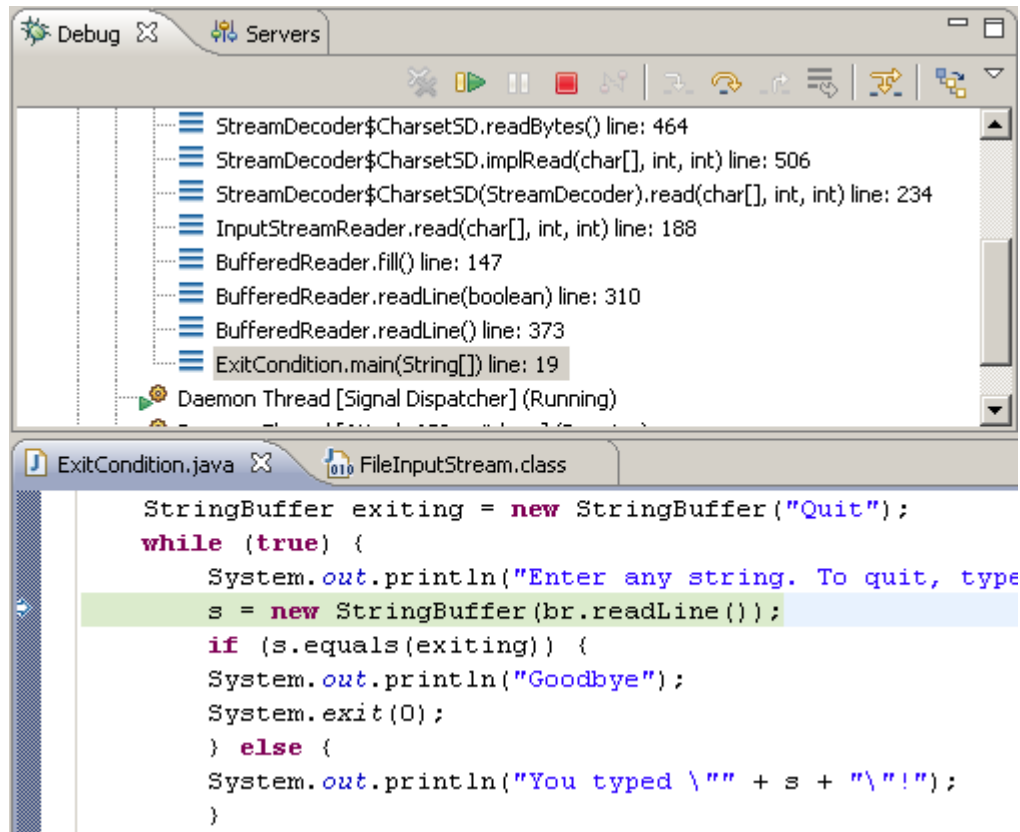 Debug Servers
StreamDecoder$CharsetSD.readBytes() line: 464
StreamDecoder$CharsetSD.implRead(char[], int, int) line: 506
StreamDecoder$CharsetSD(StreamDecoder).read(char[], int, int) line: 234
InputStreamReader.read(char[], int, int) line: 188
BufferedReader.fill() line: 147
BufferedReader.readLine(boolean) line: 310
BufferedReader.readLine() line: 373
ExitCondition.main(String[]) line: 19
Daemon Thread [Signal Dispatcher] (Running)
J ExitCondition.java 010 FileInputStream.class
StringBuffer exiting = new StringBuffer("Quit");
while (true) {
System.out.println("Enter any string. To quit, type
s = new StringBuffer(br.readLine());
if (s.equals(exiting)) {
System.out.println("Goodbye");
System.exit(0);
} else {
System.out.println("You typed \"" + s + "\"!");
}